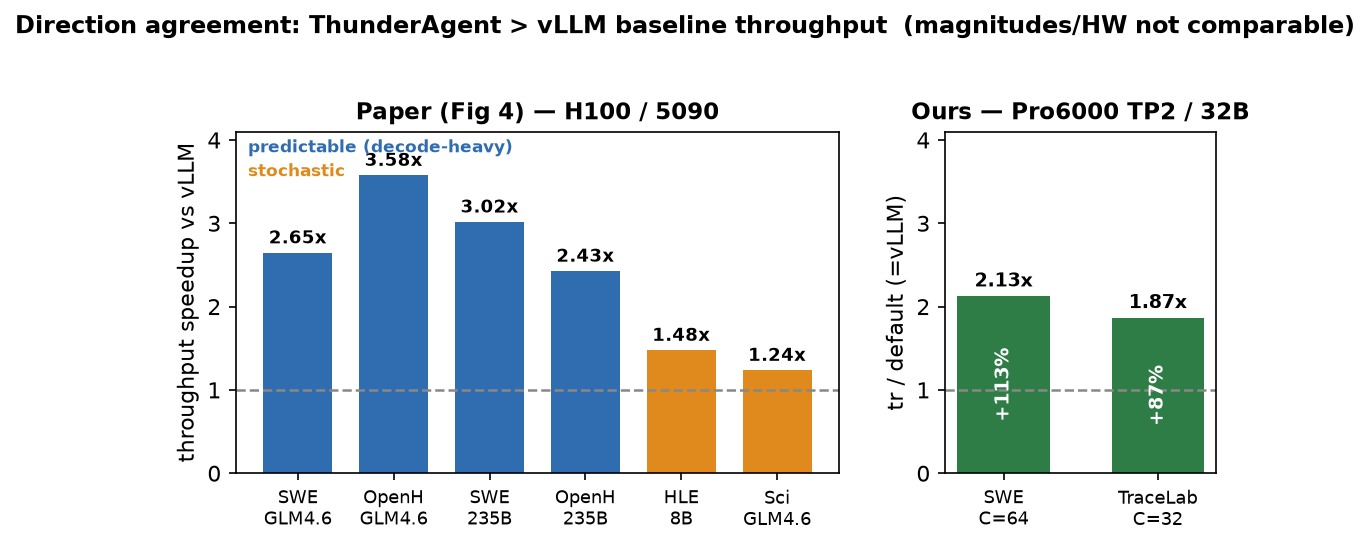 Direction agreement: ThunderAgent > vLLM baseline throughput  (magnitudes/HW not comparable)
Paper (Fig 4) — H100 / 5090
throughput speedup vs vLLM
4
3
2
1
0
predictable (decode-heavy)
stochastic
2.65x
3.58x
3.02x
2.43x
1.48x
1.24x
SWE
GLM4.6
OpenH
GLM4.6
SWE
235B
OpenH
235B
HLE
8B
Sci
GLM4.6
Ours — Pro6000 TP2 / 32B
tr / default (=vLLM)
4
3
2
1
0
2.13x
1.87x
+113%
+87%
SWE
C=64
TraceLab
C=32